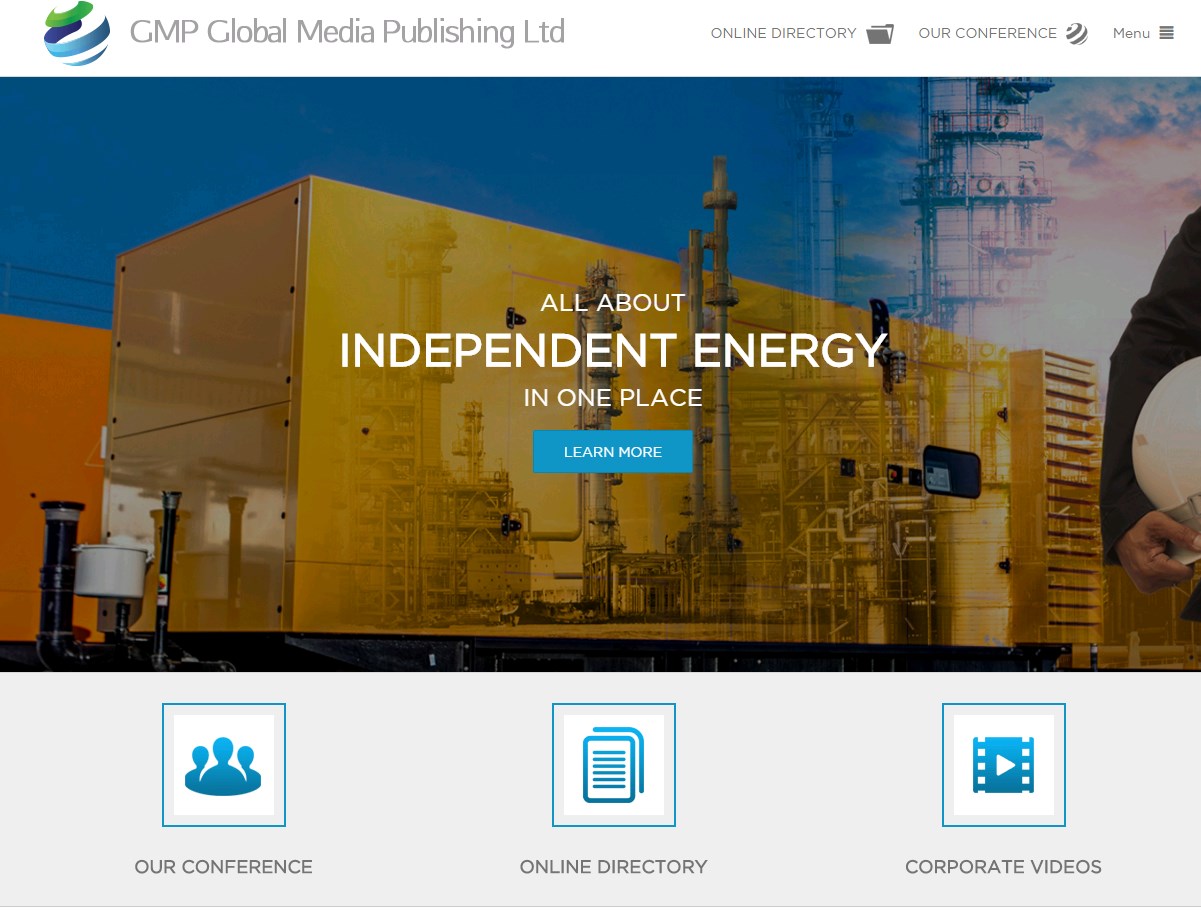 GMP Global Media Publishing Ltd
ONLINE DIRECTORY
OUR CONFERENCE
Menu
ALL ABOUT
INDEPENDENT ENERGY
IN ONE PLACE
LEARN MORE
OUR CONFERENCE
ONLINE DIRECTORY
CORPORATE VIDEOS